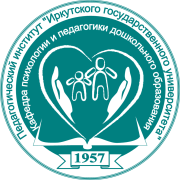 Педагогический институт "Иркутского государственного университета"
Кафедра психологии и педагогики дошкольного образования
1957